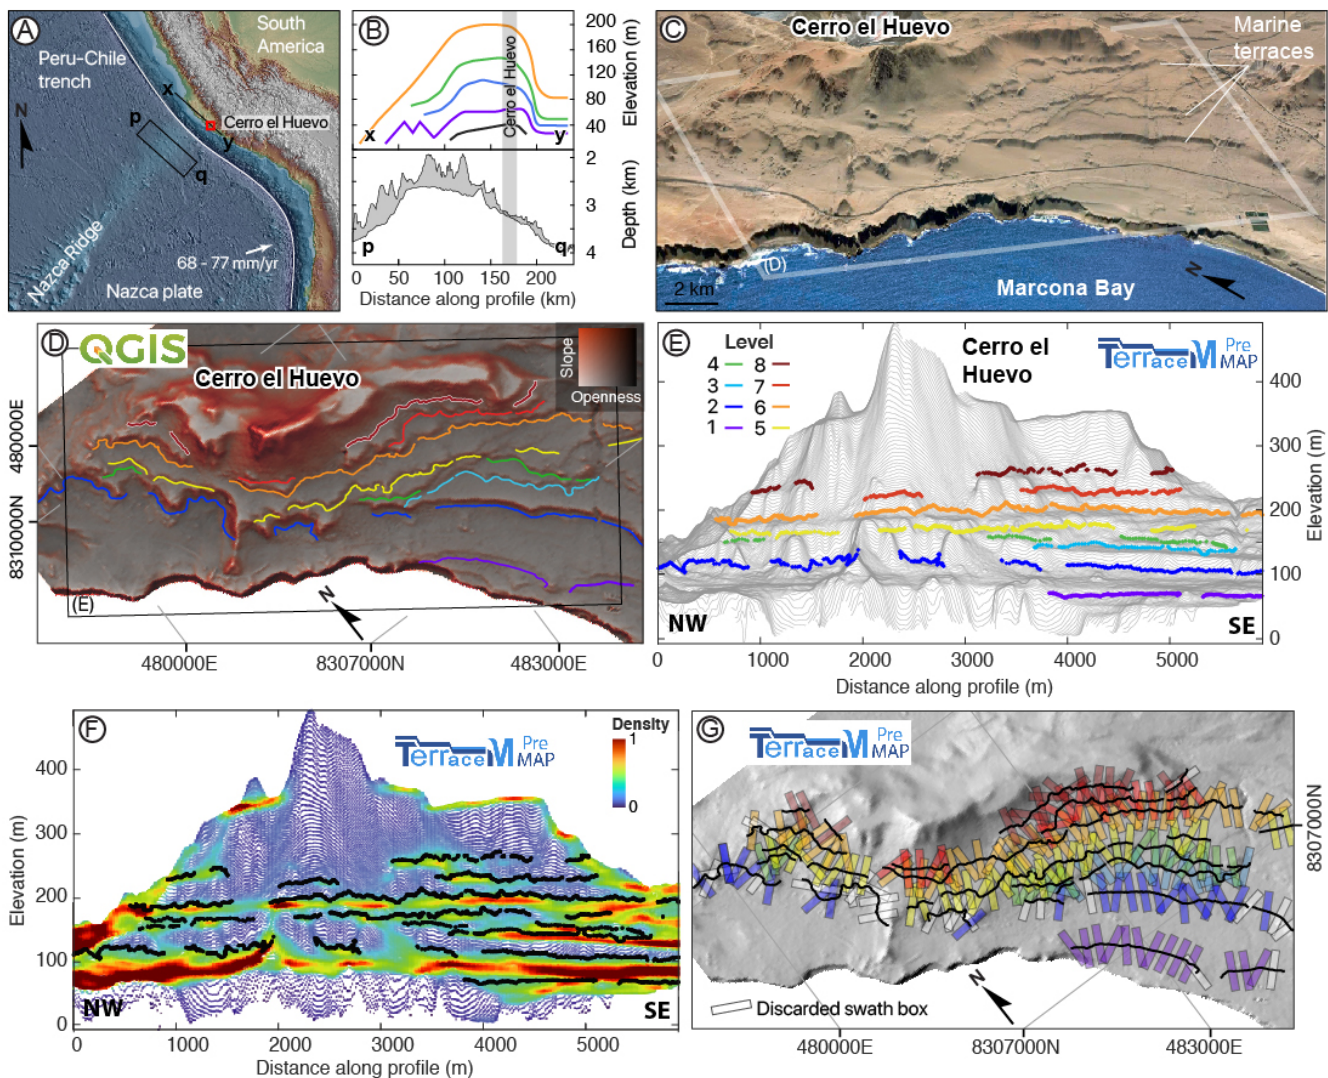 A
South
America
Peru-Chile
trench
N
x
p
Cerro el Huevo
y
q
Nazca Ridge
68 - 77 mm/yr
Nazca plate
B
200
160
120
80
40
Elevation (m)
Cerro el Huevo
x
y
2
3
4
Depth (km)
p
q
0
50
100
150
200
Distance along profile (km)
C
Cerro el Huevo
Marine
terraces
(D)
2 km
Marcona Bay
N
D
QGIS
Cerro el Huevo
Slope
Openness
480000E
8310000N
(E)
N
480000E
8307000N
483000E
E
Level
4 8
3 7
2 6
1 5
Cerro el
Huevo
TerraceM
Pre
MAP
400
300
200
100
0
Elevation (m)
NW
SE
0
1000
2000
3000
4000
5000
Distance along profile (m)
F
TerraceM
Pre
MAP
Density
1
0
400
300
200
100
0
Elevation (m)
NW
SE
0
1000
2000
3000
4000
5000
Distance along profile (m)
G
TerraceM
Pre
MAP
8307000N
Discarded swath box
N
480000E
8307000N
483000E